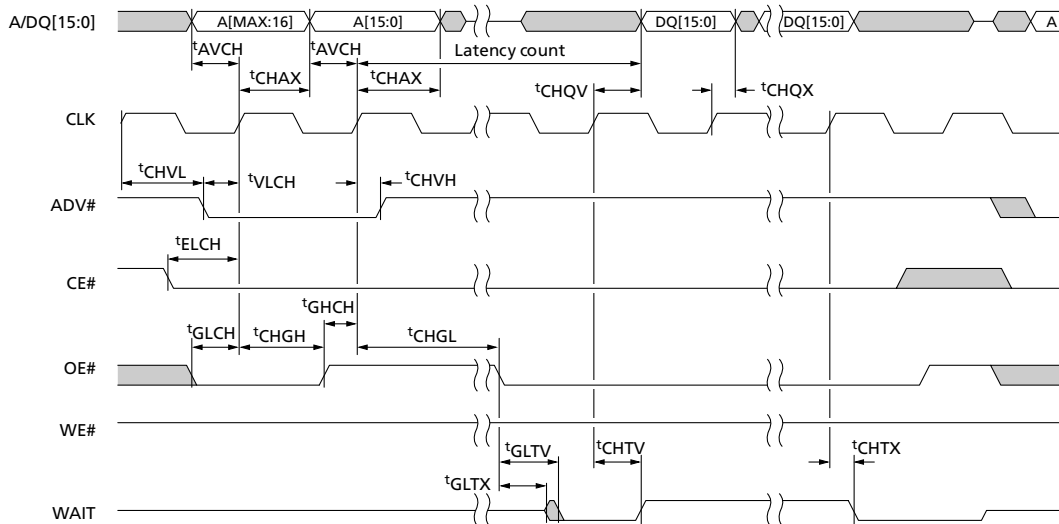 A/DQ[15:0] A[MAX:16] A[15:0] DQ[15:0] DQ[15:0] A
tAVCH tAVCH Latency count
tCHAX tCHAX tCHQV tCHQX
CLK
tCHVL tVLCH tCHVH
ADV#
tELCH
CE#
tGHCH
tGLCH tCHGH tCHGL
OE#
WE#
tGLTV tCHTV tCHTX
tGLTX
WAIT